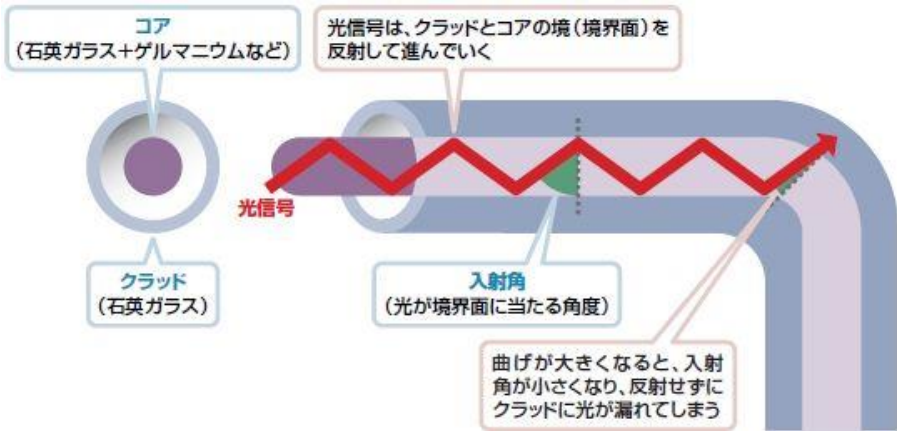 コア
（石英ガラス＋ゲルマニウムなど）
光信号は、クラッドとコアの境（境界面）を
反射して進んでいく
光信号
クラッド
（石英ガラス）
入射角
（光が境界面に当たる角度）
曲げが大きくなると、入射
角が小さくなり、反射せずに
クラッドに光が漏れてしまう